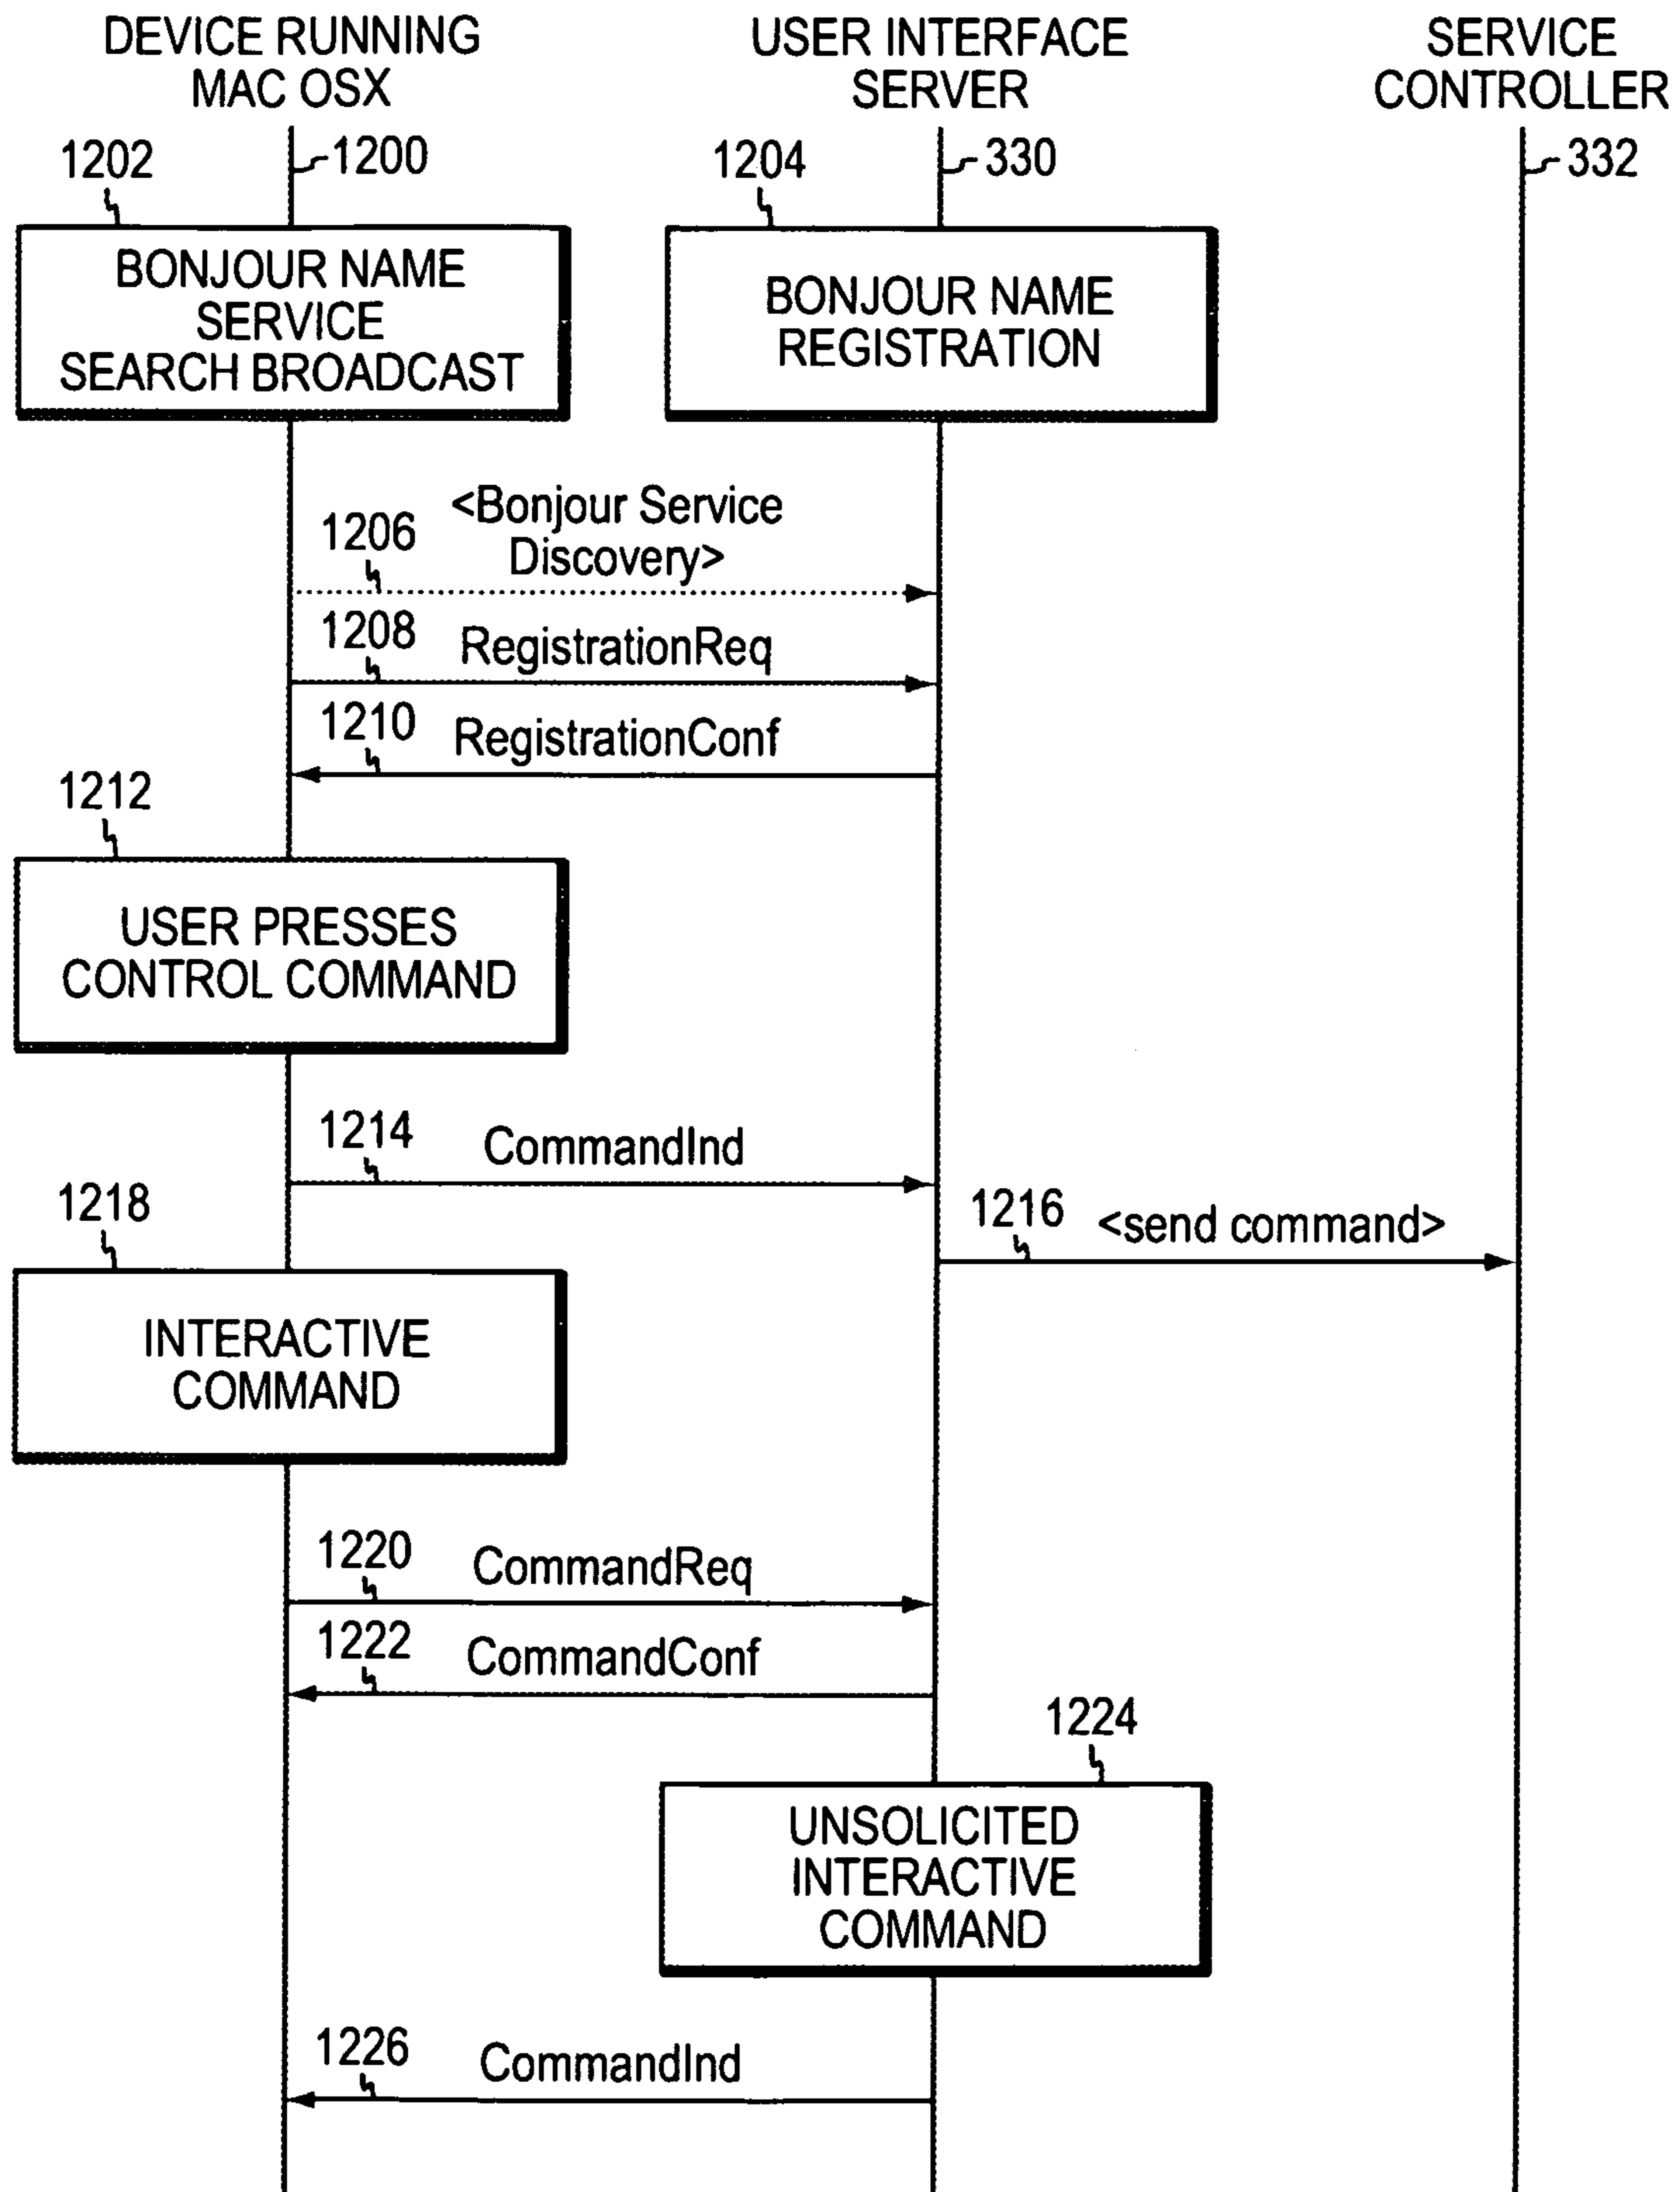 DEVICE RUNNING
MAC OSX
USER INTERFACE
SERVER
SERVICE
CONTROLLER
1202
1200
1204
330
332
BONJOUR NAME
SERVICE
SEARCH BROADCAST
BONJOUR NAME
REGISTRATION
<Bonjour Service
Discovery>
1206
1208
RegistrationReq
1210
RegistrationConf
1212
USER PRESSES
CONTROL COMMAND
1214
CommandInd
1216
<send command>
1218
INTERACTIVE
COMMAND
1220
CommandReq
1222
CommandConf
1224
UNSOLICITED
INTERACTIVE
COMMAND
1226
CommandInd